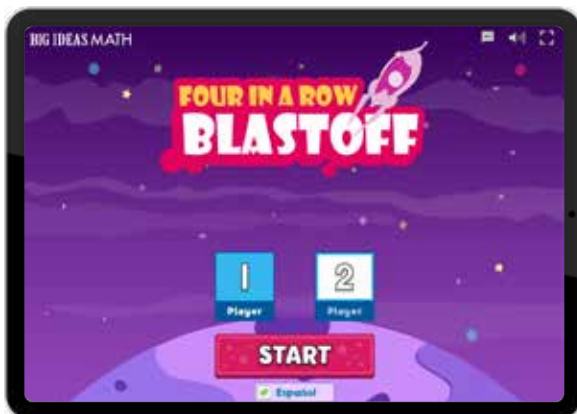 BIG IDEAS MATH
FOUR IN A ROW
BLASTOFF
1
Player
2
Player
START
Español